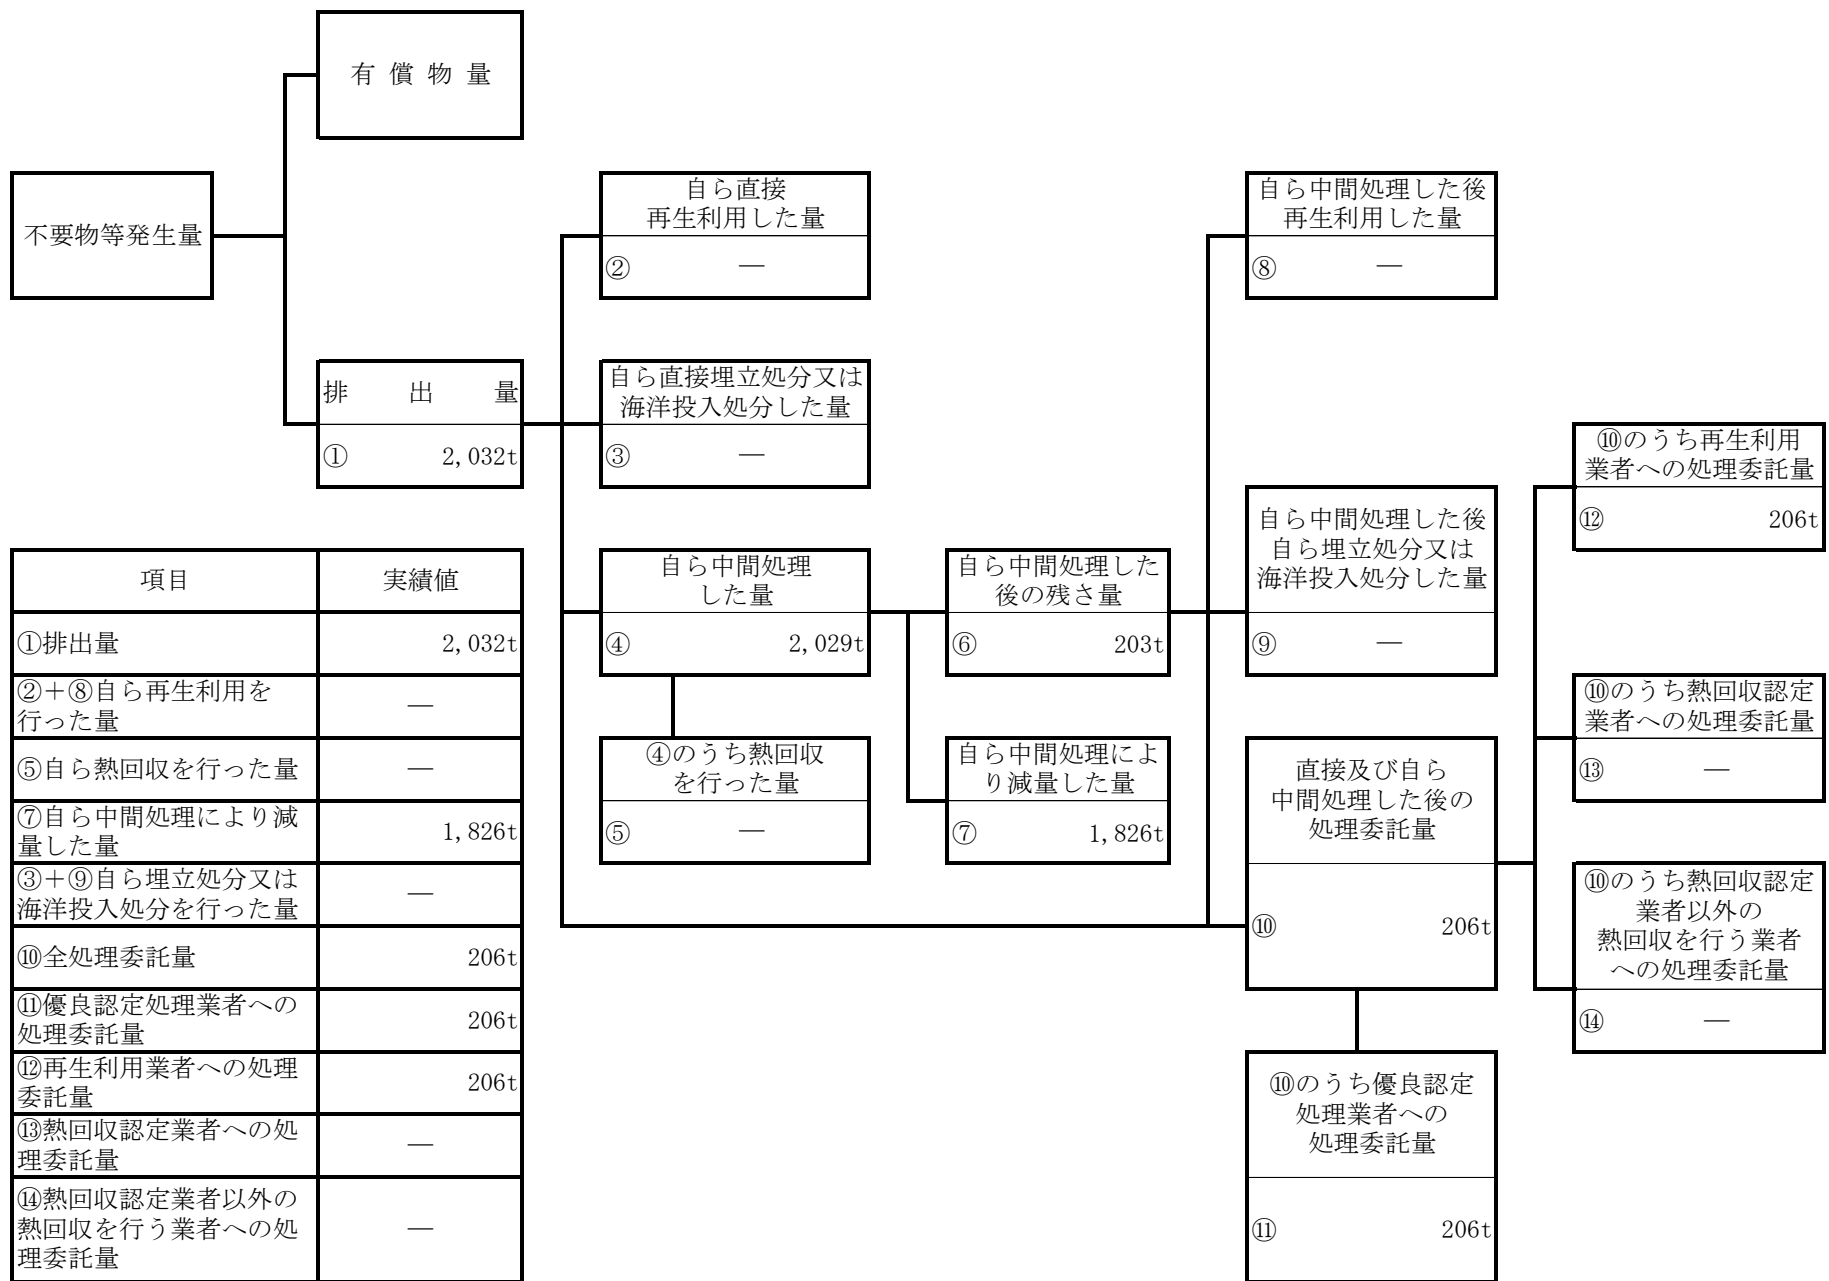 有 償 物 量
不要物等発生量
自ら直接
再生利用した量
② ―
自ら中間処理した後
再生利用した量
⑧ ―
排 出 量
① 2,032t
自ら直接埋立処分又は
海洋投入処分した量
③ ―
⑩のうち再生利用
業者への処理委託量
⑫ 206t
自ら中間処理した後
自ら埋立処分又は
海洋投入処分した量
⑨ ―
自ら中間処理
した量
④ 2,029t
自ら中間処理した
後の残さ量
⑥ 203t
⑩のうち熱回収認定
業者への処理委託量
⑬ ―
④のうち熱回収
を行った量
⑤ ―
自ら中間処理によ
り減量した量
⑦ 1,826t
直接及び自ら
中間処理した後の
処理委託量
⑩ 206t
⑩のうち熱回収認定
業者以外の
熱回収を行う業者
への処理委託量
⑭ ―
⑩のうち優良認定
処理業者への
処理委託量
⑪ 206t
項目 実績値
①排出量 2,032t
②＋⑧自ら再生利用を
行った量 ―
⑤自ら熱回収を行った量 ―
⑦自ら中間処理により減
量した量 1,826t
③＋⑨自ら埋立処分又は
海洋投入処分を行った量 ―
⑩全処理委託量 206t
⑪優良認定処理業者への
処理委託量 206t
⑫再生利用業者への処理
委託量 206t
⑬熱回収認定業者への処
理委託量 ―
⑭熱回収認定業者以外の
熱回収を行う業者への処
理委託量 ―